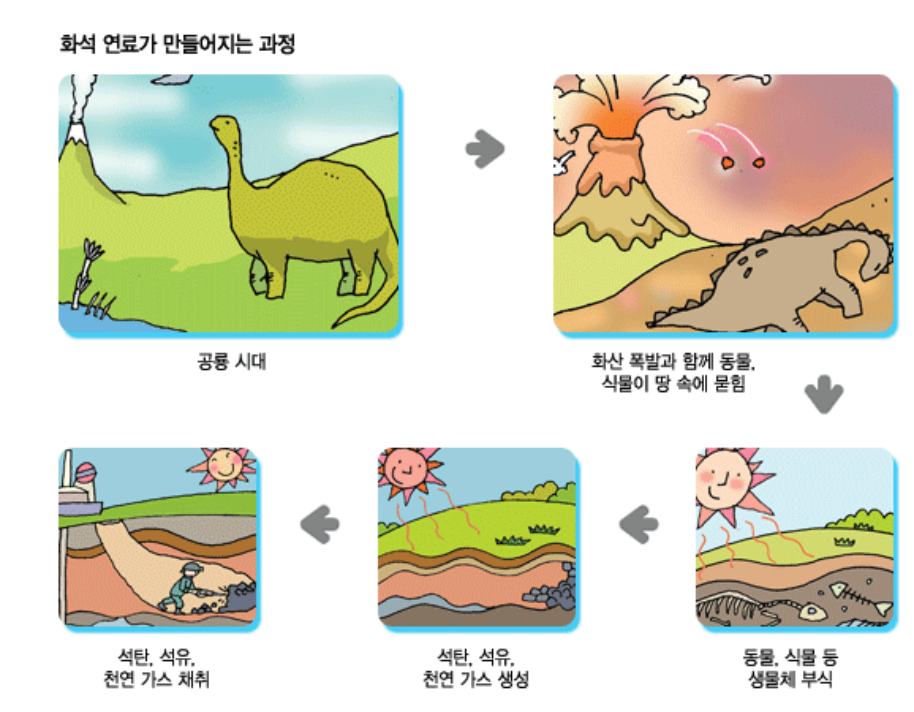 화석 연료가 만들어지는 과정
공룡 시대
화산 폭발과 함께 동물,
식물이 땅 속에 묻힘
동물, 식물 등
생물체 부식
석탄, 석유,
천연 가스 생성
석탄, 석유,
천연 가스 채취